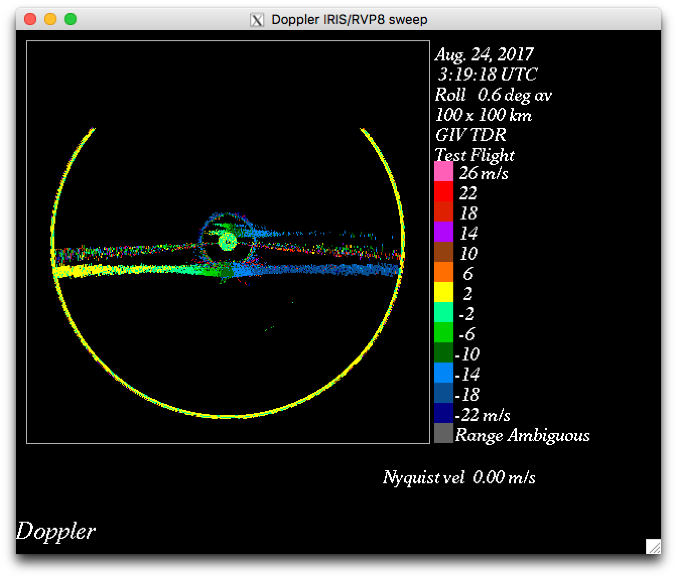 Doppler IRIS/RVP8 sweep
Aug. 24, 2017
3:19:18 UTC
Roll 0.6 deg av
100 x 100 km
GIV TDR
Test Flight
26 m/s
22
18
14
10
6
2
-2
-6
-10
-14
-18
-22 m/s
Range Ambiguous
Nyquist vel 0.00 m/s
Doppler